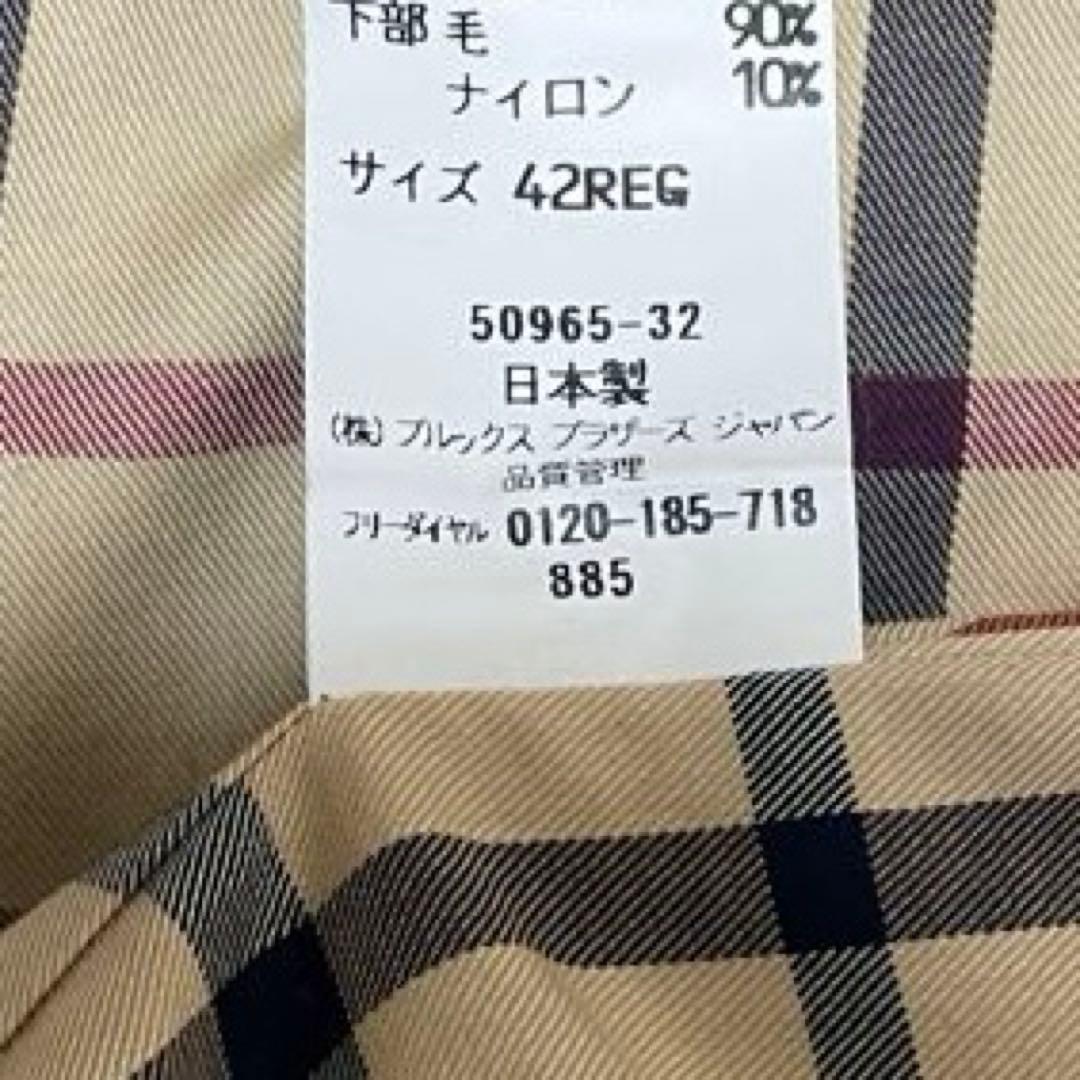 下部 毛 90%
ナイロン 10%
サイズ 42REG
50965-32
日本製
(株) ブルックス ブラザーズ ジャパン
品質管理
フリーダイヤル 0120-185-718
885